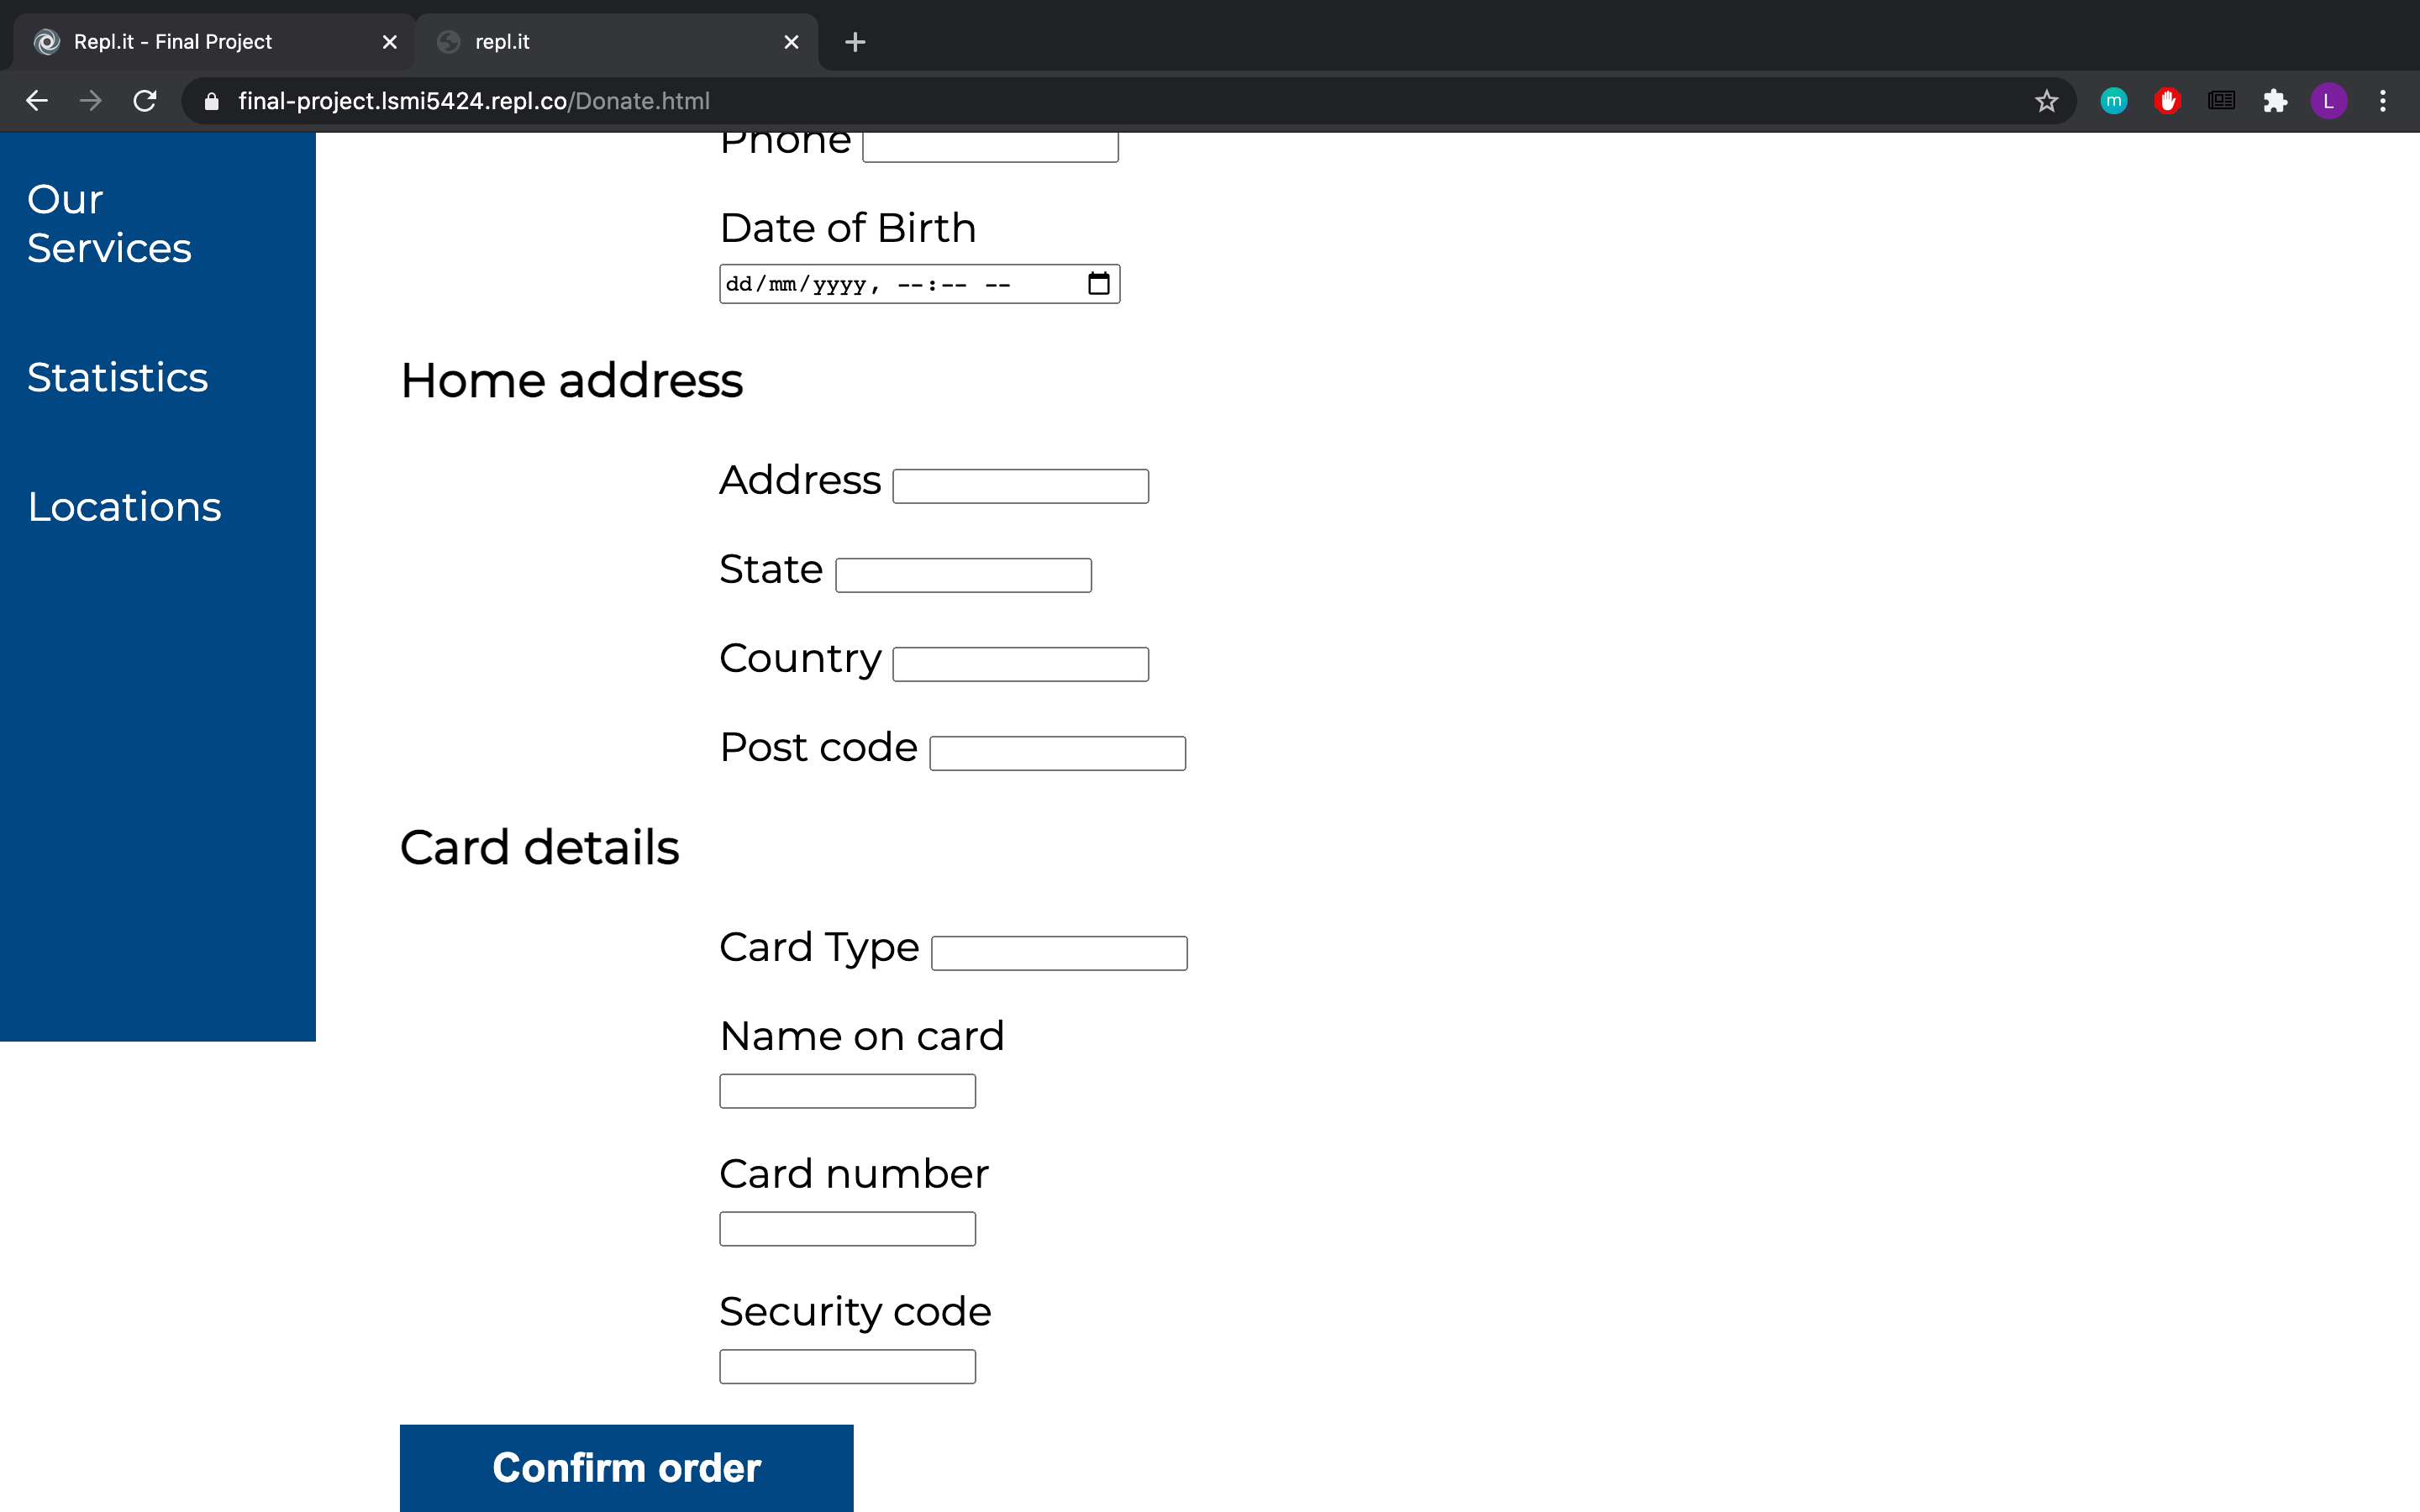 Repl.it - Final Project
repl.it
final-project.lsmi5424.repl.co/Donate.html
m
L
Our
Services
Statistics
Locations
Phone
Date of Birth
dd/mm/yyyy, --:-- --
Home address
Address
State
Country
Post code
Card details
Card Type
Name on card
Card number
Security code
Confirm order